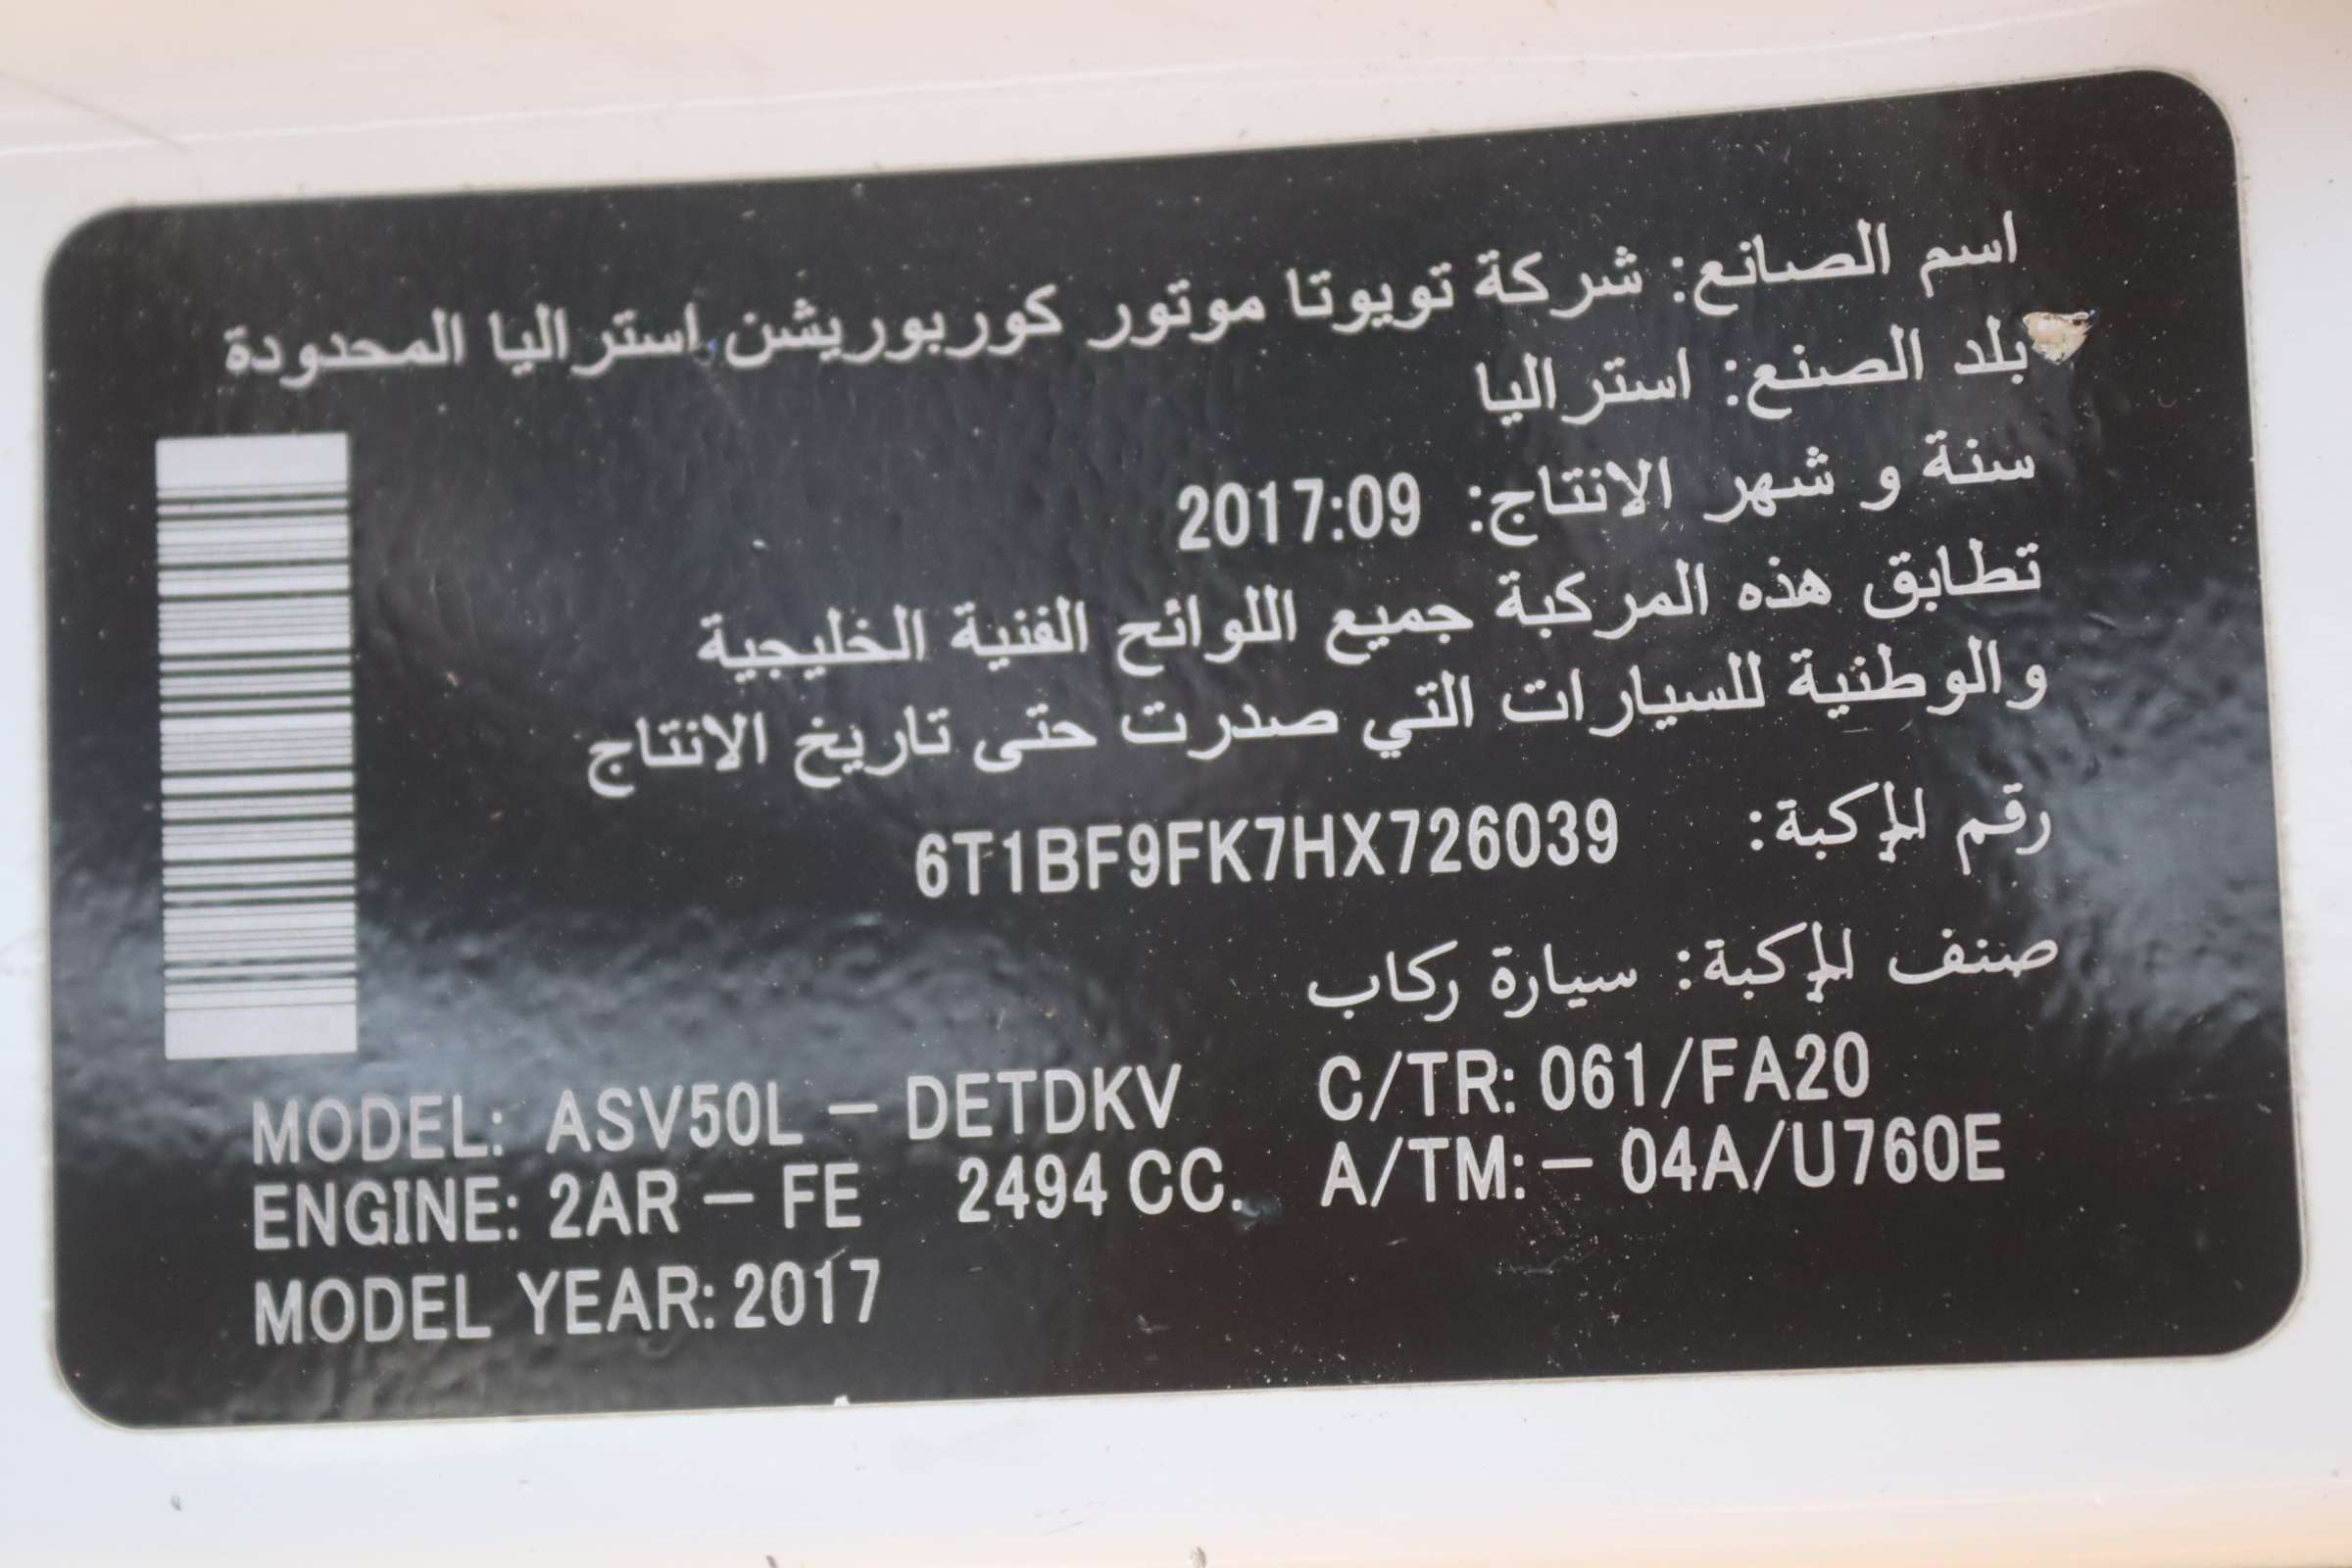 اسم الصانع: شركة تويوتا موتور كوربوريشن استراليا المحدودة
بلد الصنع: استراليا
سنة و شهر الانتاج: 2017:09
تطابق هذه المركبة جميع اللوائح الفنية الخليجية
والوطنية للسيارات التي صدرت حتى تاريخ الانتاج
رقم المركبة: 6T1BF9FK7HX726039
صنف المركبة: سيارة ركاب
MODEL: ASV50L – DETDKV C/TR: 061/FA20
ENGINE: 2AR – FE 2494 CC. A/TM: – 04A/U760E
MODEL YEAR: 2017